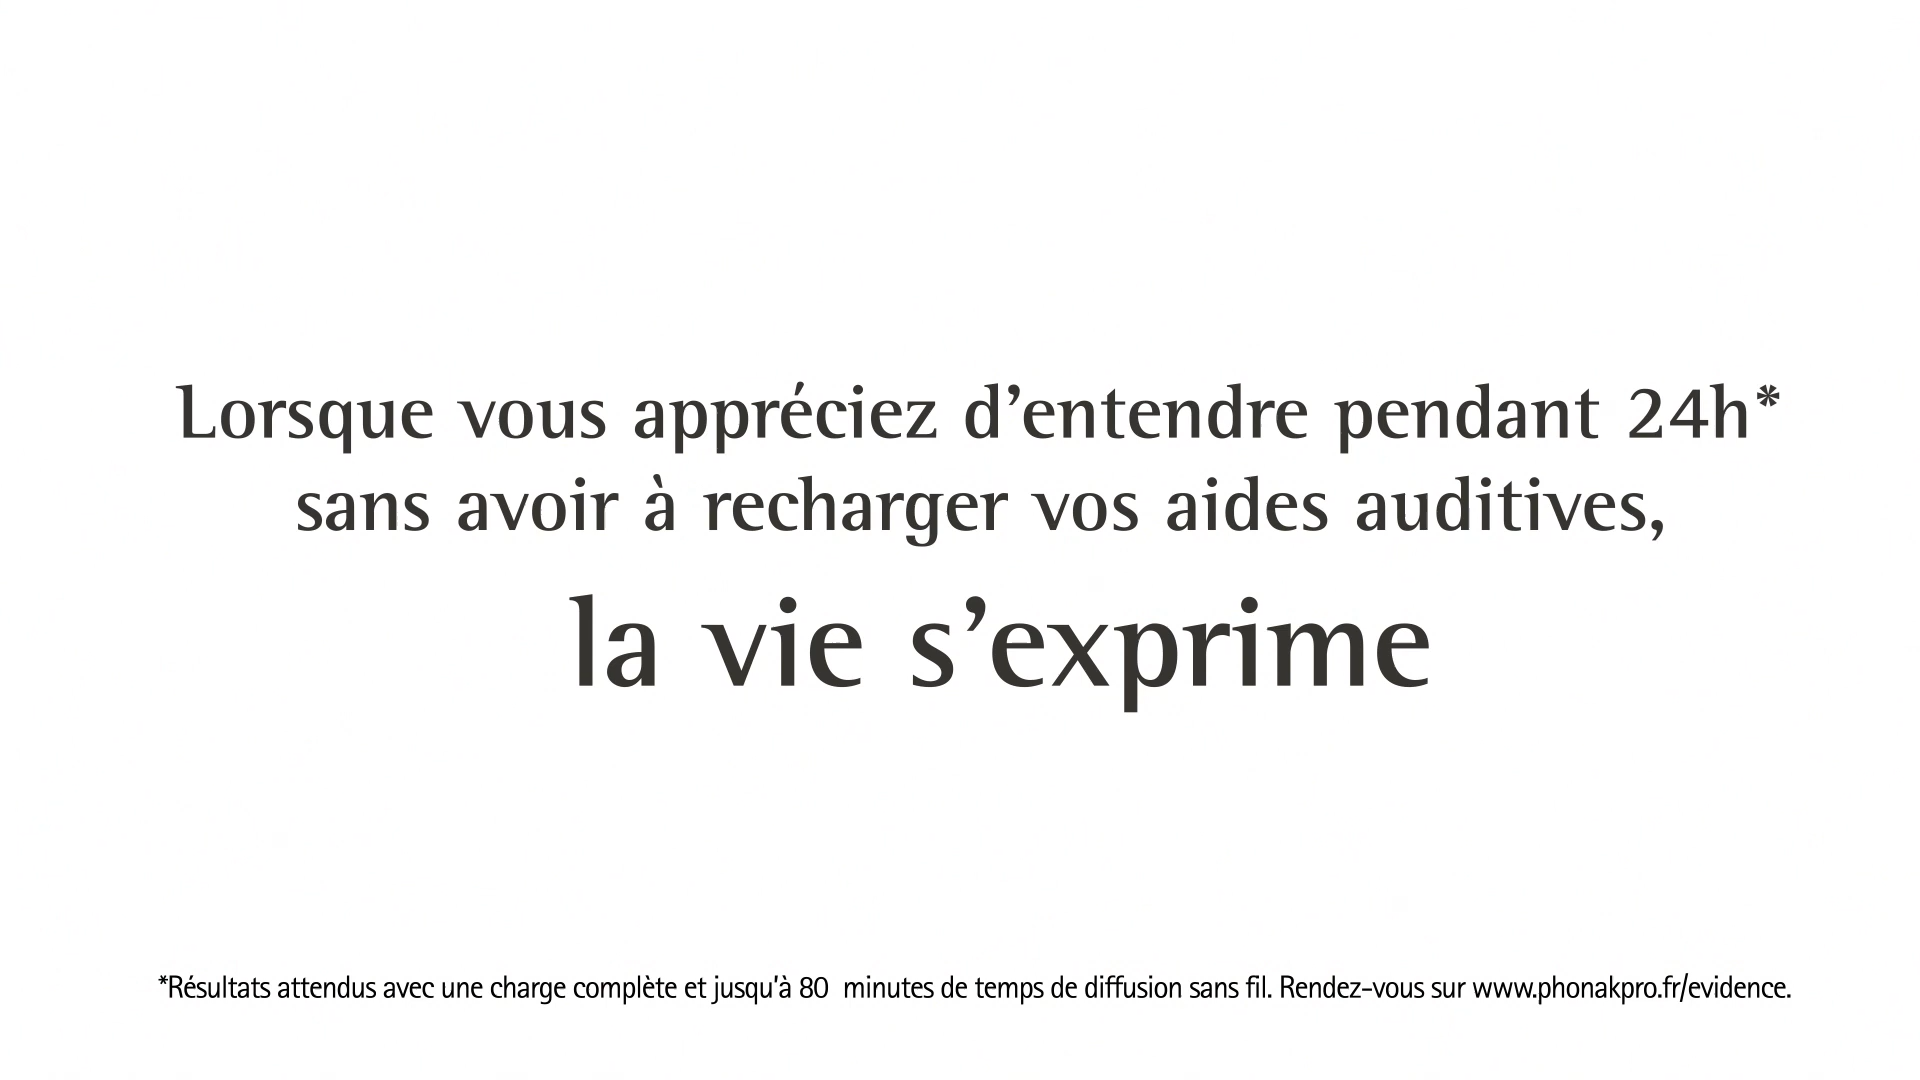 Lorsque vous appréciez d’entendre pendant 24h*
sans avoir à recharger vos aides auditives,
la vie s’exprime
*Résultats attendus avec une charge complète et jusqu’à 80  minutes de temps de diffusion sans fil. Rendez-vous sur www.phonakpro.fr/evidence.